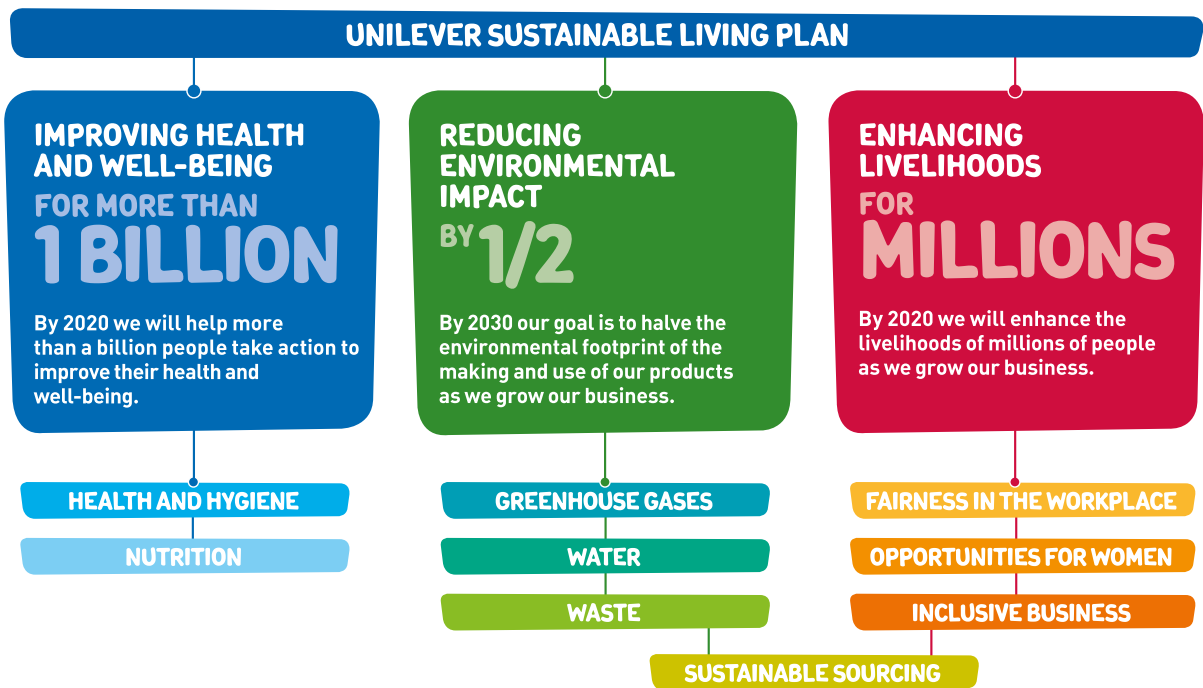 UNILEVER SUSTAINABLE LIVING PLAN
IMPROVING HEALTH
AND WELL-BEING
FOR MORE THAN
1 BILLION
By 2020 we will help more
than a billion people take action to
improve their health and
well-being.
HEALTH AND HYGIENE
NUTRITION
REDUCING
ENVIRONMENTAL
IMPACT
BY 1/2
By 2030 our goal is to halve the
environmental footprint of the
making and use of our products
as we grow our business.
GREENHOUSE GASES
WATER
WASTE
ENHANCING
LIVELIHOODS
FOR
MILLIONS
By 2020 we will enhance the
livelihoods of millions of people
as we grow our business.
FAIRNESS IN THE WORKPLACE
OPPORTUNITIES FOR WOMEN
INCLUSIVE BUSINESS
SUSTAINABLE SOURCING